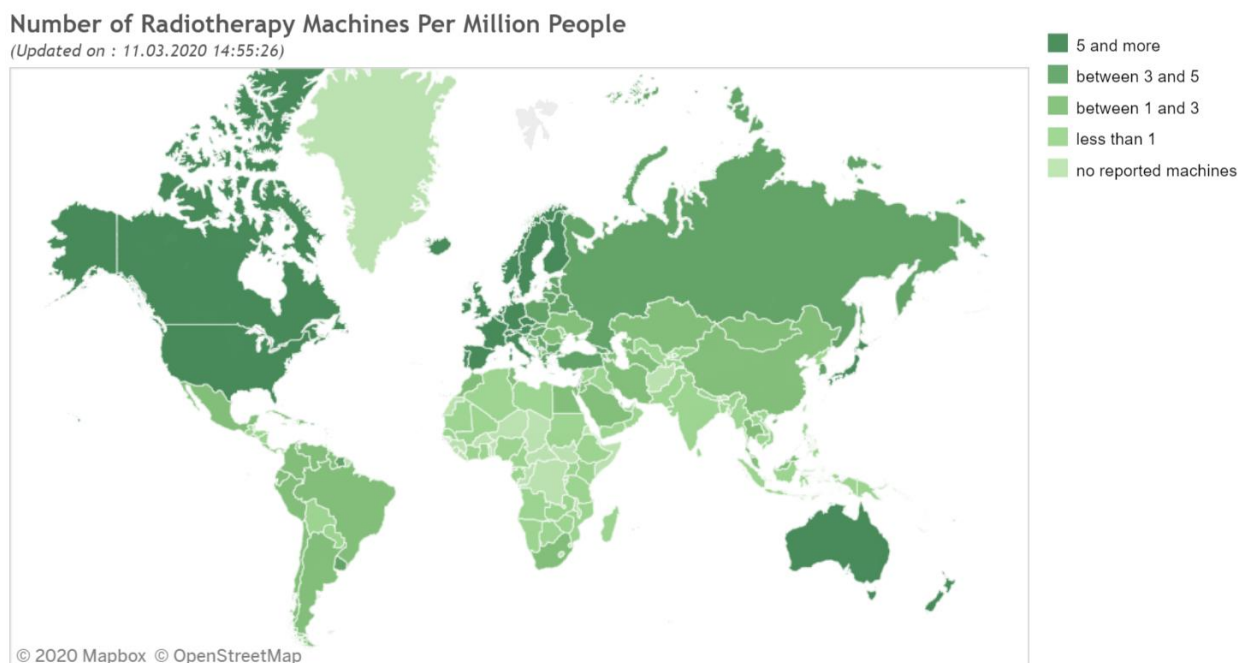 Number of Radiotherapy Machines Per Million People
(Updated on : 11.03.2020 14:55:26)
5 and more
between 3 and 5
between 1 and 3
less than 1
no reported machines
© 2020 Mapbox © OpenStreetMap